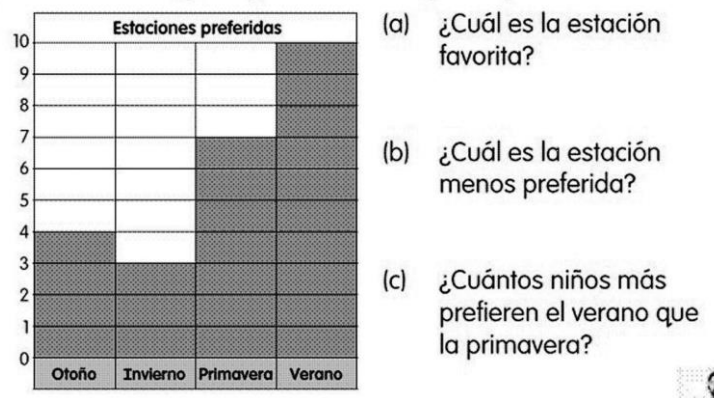 Estaciones preferidas
10
9
8
7
6
5
4
3
2
1
0
Otoño Invierno Primavera Verano
(a) ¿Cuál es la estación
favorita?
(b) ¿Cuál es la estación
menos preferida?
(c) ¿Cuántos niños más
prefieren el verano que
la primavera?